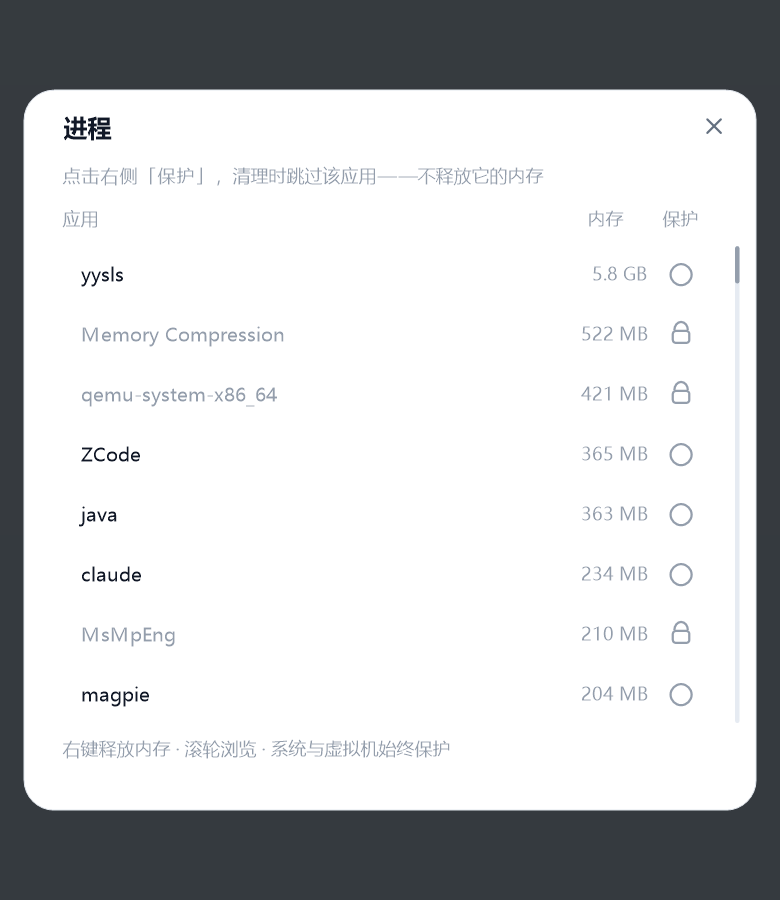 进程
点击右侧「保护」，清理时跳过该应用——不释放它的内存
应用 内存 保护
yysls 5.8 GB
Memory Compression 522 MB
qemu-system-x86_64 421 MB
ZCode 365 MB
java 363 MB
claude 234 MB
MsMpEng 210 MB
magpie 204 MB
右键释放内存 · 滚轮浏览 · 系统与虚拟机始终保护